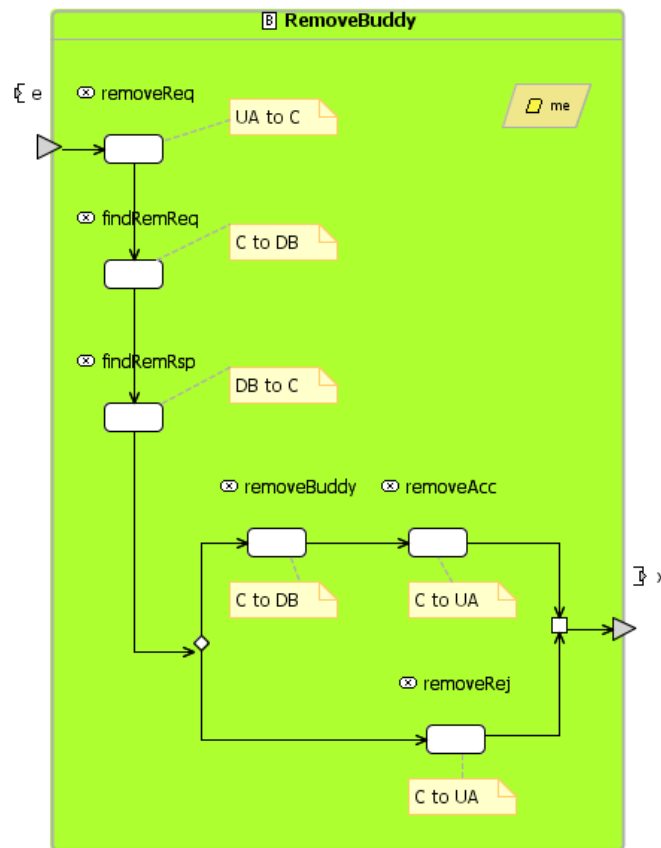 B RemoveBuddy
e
removeReq
UA to C
me
findRemReq
C to DB
findRemRsp
DB to C
removeBuddy
removeAcc
C to DB
C to UA
removeRej
C to UA